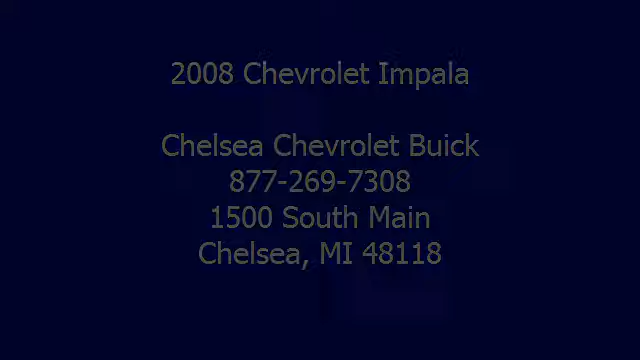 2008 Chevrolet Impala
Chelsea Chevrolet Buick
877-269-7308
1500 South Main
Chelsea, MI 48118